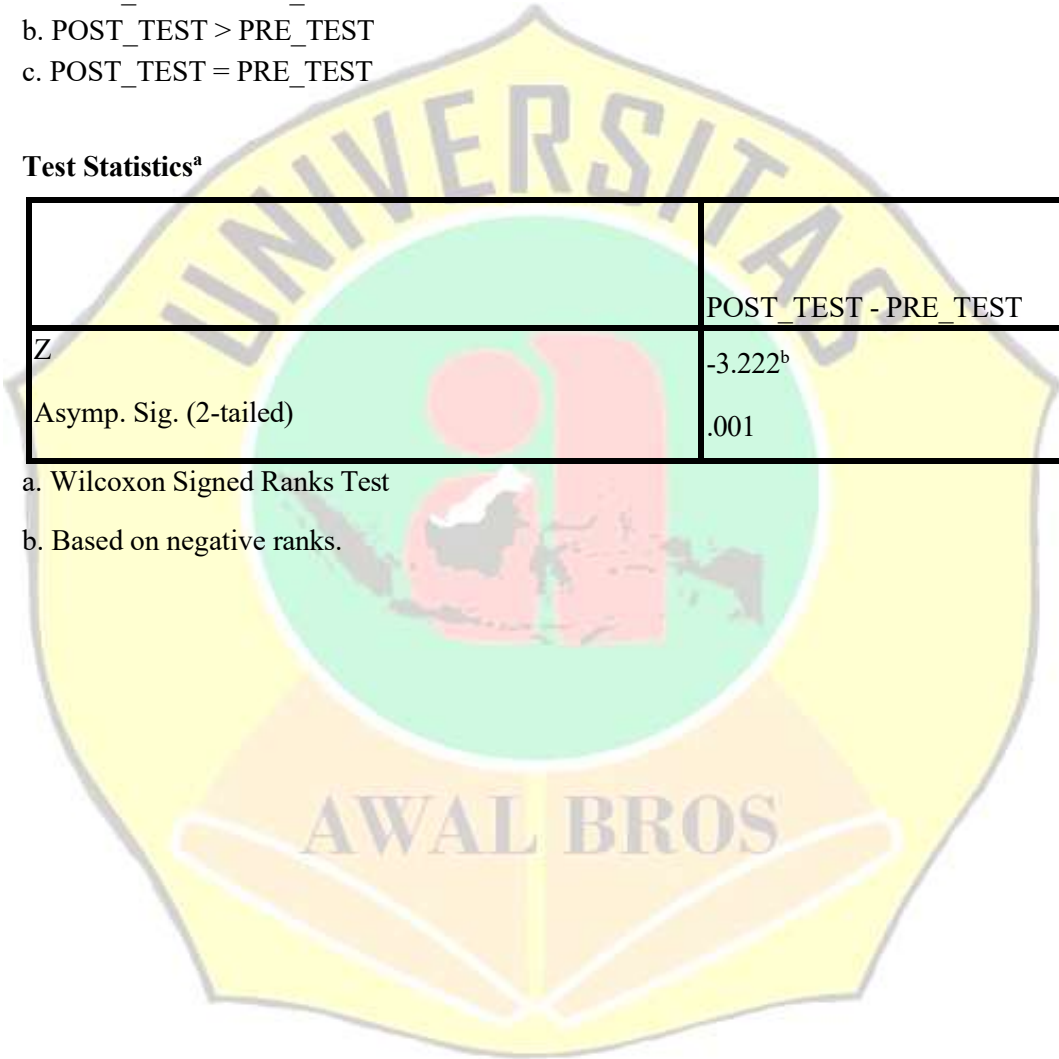 b. POST_TEST > PRE_TEST
c. POST_TEST = PRE_TEST
Test Statisticsᵃ
POST_TEST - PRE_TEST
Z -3.222ᵇ
Asymp. Sig. (2-tailed) .001
a. Wilcoxon Signed Ranks Test
b. Based on negative ranks.
UNIVERSITAS
AWAL BROS